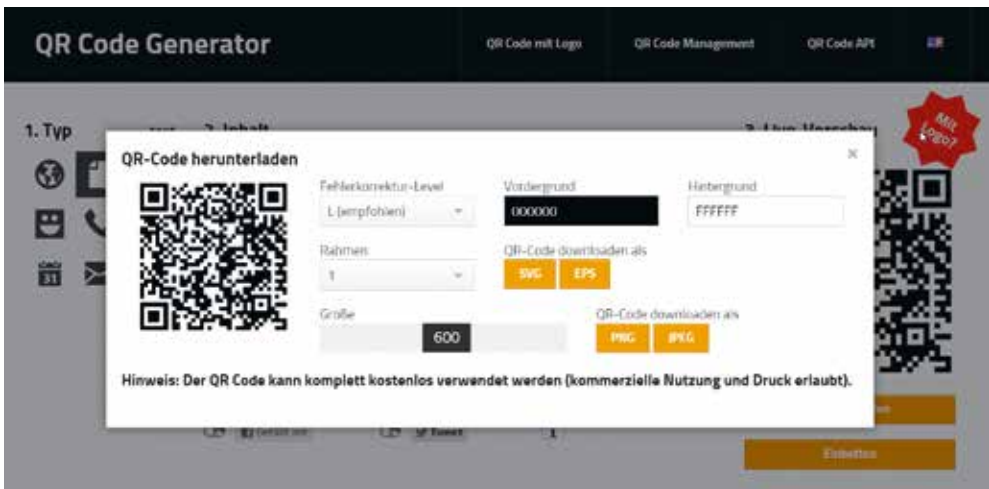 QR Code Generator
QR Code mit Logo
QR Code Management
QR Code API
1. Typ
2. Inhalt
3. Live-Vorschau
Mit
Logo?
QR-Code herunterladen
×
Fehlerkorrektur-Level
Vordergrund
Hintergrund
L (empfohlen)
000000
FFFFFF
Rahmen
QR-Code downloaden als
1
SVG
EPS
Größe
QR-Code downloaden als
600
PNG
JPEG
Hinweis: Der QR Code kann komplett kostenlos verwendet werden (kommerzielle Nutzung und Druck erlaubt).
31
Gefällt mir
Tweet
1
Einbetten